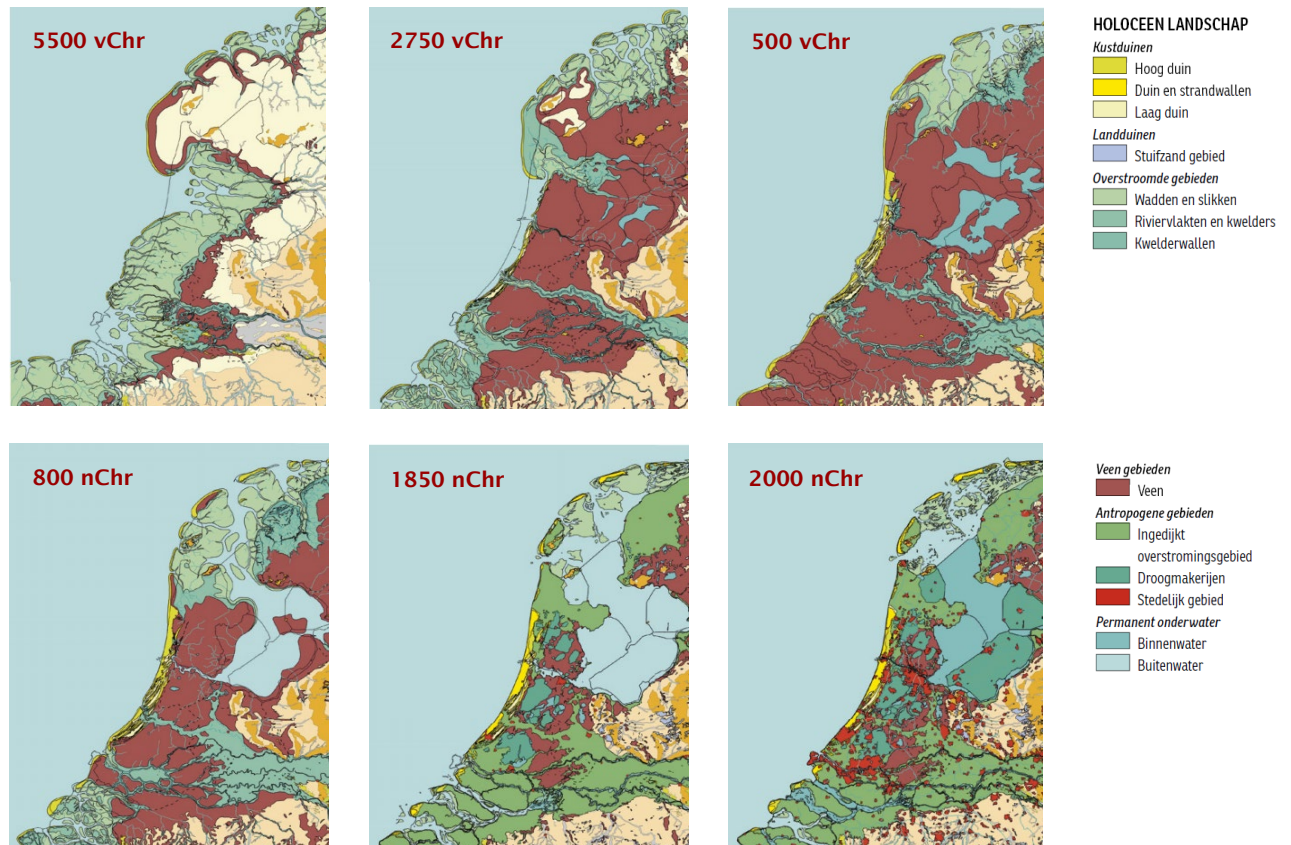 5500 vChr
2750 vChr
500 vChr
HOLOCEEN LANDSCHAP
Kustduinen
Hoog duin
Duin en strandwallen
Laag duin
Landduinen
Stuifzand gebied
Overstroomde gebieden
Wadden en slikken
Riviervlakten en kwelders
Kwelderwallen
800 nChr
1850 nChr
2000 nChr
Veen gebieden
Veen
Antropogene gebieden
Ingedijkt
overstromingsgebied
Droogmakerijen
Stedelijk gebied
Permanent onderwater
Binnenwater
Buitenwater